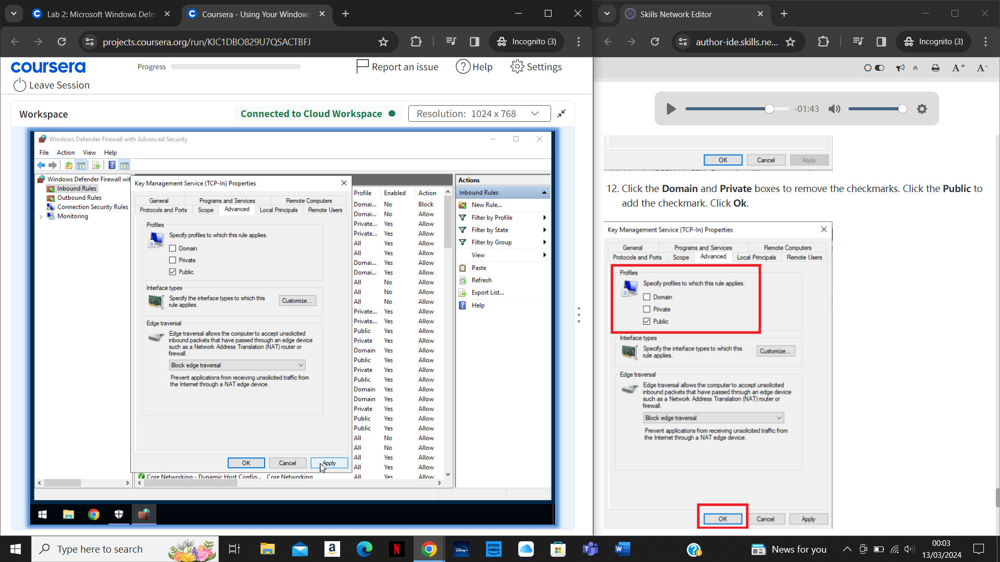 Lab 2: Microsoft Windows Defe
Coursera - Using Your Windows
projects.coursera.org/run/KIC1DBO829U7QSACTBFJ
Incognito (3)
coursera
Progress
Report an issue
Help
Settings
Leave Session
Workspace
Connected to Cloud Workspace
Resolution: 1024 x 768
Windows Defender Firewall with Advanced Security
File Action View Help
Windows Defender Firewall wit
Inbound Rules
Outbound Rules
Connection Security Rules
Monitoring
Key Management Service (TCP-In) Properties
General Programs and Services Remote Computers
Protocols and Ports Scope Advanced Local Principals Remote Users
Profiles
Specify profiles to which this rule applies.
Domain
Private
Public
Interface types
Specify the interface types to which this
rule applies.
Customize...
Edge traversal
Edge traversal allows the computer to accept unsolicited
inbound packets that have passed through an edge device
such as a Network Address Translation (NAT) router or
firewall.
Block edge traversal
Prevent applications from receiving unsolicited traffic from
the Internet through a NAT edge device.
OK Cancel Apply
Profile Enabled Action
Domai... No Block
Domai... No Allow
Private... Yes Allow
Private... Yes Allow
All Yes Allow
All Yes Allow
Domai... Yes Allow
Domai... Yes Allow
All No Allow
All No Allow
All No Allow
Private... Yes Allow
Private... Yes Allow
Public Yes Allow
Private Yes Allow
Domain Yes Allow
Public Yes Allow
Private Yes Allow
Public Yes Allow
Domain Yes Allow
Domain Yes Allow
Private Yes Allow
Public Yes Allow
Public Yes Allow
All No Allow
All No Allow
All Yes Allow
All Yes Allow
Core Networking - Dynamic Host Config... Core Networking All Yes Allow
Actions
Inbound Rules
New Rule...
Filter by Profile
Filter by State
Filter by Group
View
Paste
Refresh
Export List...
Help
Skills Network Editor
author-ide.skills.ne...
Incognito (3)
A+ A-
-01:43
OK Cancel Apply
12. Click the Domain and Private boxes to remove the checkmarks. Click the Public to
add the checkmark. Click Ok.
Key Management Service (TCP-In) Properties
General Programs and Services Remote Computers
Protocols and Ports Scope Advanced Local Principals Remote Users
Profiles
Specify profiles to which this rule applies.
Domain
Private
Public
Interface types
Specify the interface types to which this
rule applies.
Customize...
Edge traversal
Edge traversal allows the computer to accept unsolicited
inbound packets that have passed through an edge device
such as a Network Address Translation (NAT) router or
firewall.
Block edge traversal
Prevent applications from receiving unsolicited traffic from
the Internet through a NAT edge device.
OK Cancel Apply
Type here to search
News for you
00:03
13/03/2024